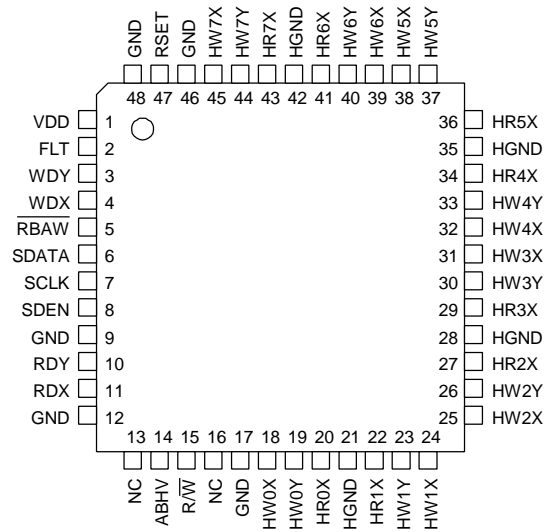 GND RSET GND HW7X HW7Y HR7X HGND HR6X HW6Y HW6X HW5X HW5Y
48 47 46 45 44 43 42 41 40 39 38 37
VDD 1 36 HR5X
FLT 2 35 HGND
WDY 3 34 HR4X
WDX 4 33 HW4Y
RBAW 5 32 HW4X
SDATA 6 31 HW3X
SCLK 7 30 HW3Y
SDEN 8 29 HR3X
GND 9 28 HGND
RDY 10 27 HR2X
RDX 11 26 HW2Y
GND 12 25 HW2X
13 14 15 16 17 18 19 20 21 22 23 24
NC ABHV R/W NC GND HW0X HW0Y HR0X HGND HR1X HW1Y HW1X